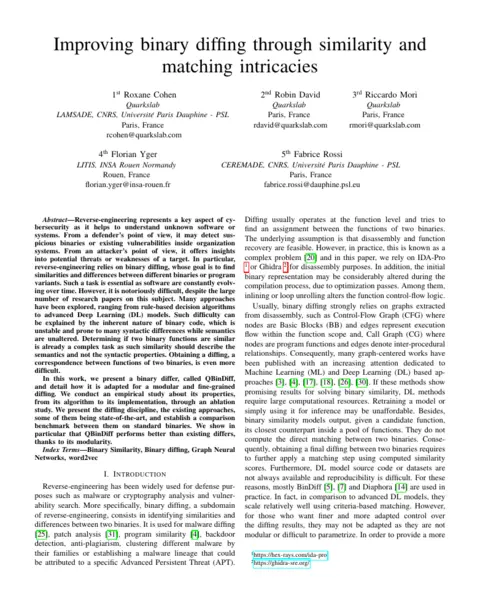 Improving binary diffing through similarity and
matching intricacies
1st Roxane Cohen
Quarkslab
LAMSADE, CNRS, Université Paris Dauphine - PSL
Paris, France
rcohen@quarkslab.com
2nd Robin David
Quarkslab
Paris, France
rdavid@quarkslab.com
3rd Riccardo Mori
Quarkslab
Paris, France
rmori@quarkslab.com
4th Florian Yger
LITIS, INSA Rouen Normandy
Rouen, France
florian.yger@insa-rouen.fr
5th Fabrice Rossi
CEREMADE, CNRS, Université Paris Dauphine - PSL
Paris, France
fabrice.rossi@dauphine.psl.eu
Abstract—Reverse-engineering represents a key aspect of cy-
bersecurity as it helps to understand unknown software or
systems. From a defender's point of view, it may detect sus-
picious binaries or existing vulnerabilities inside organization
systems. From an attacker's point of view, it offers insights
into potential threats or weaknesses of a target. In particular,
reverse-engineering relies on binary diffing, whose goal is to find
similarities and differences between different binaries or program
variants. Such a task is essential as software are constantly evolv-
ing over time. However, it is notoriously difficult, despite the large
number of research papers on this subject. Many approaches
have been explored, ranging from rule-based decision algorithms
to advanced Deep Learning (DL) models. Such difficulty can
be explained by the inherent nature of binary code, which is
unstable and prone to many syntactic differences while semantics
are unaltered. Determining if two binary functions are similar
is already a complex task as such similarity should describe the
semantics and not the syntactic properties. Obtaining a diffing, a
correspondence between functions of two binaries, is even more
difficult.
In this work, we present a binary differ, called QBinDiff,
and detail how it is adapted for a modular and fine-grained
diffing. We conduct an empirical study about its properties,
from its algorithm to its implementation, through an ablation
study. We present the diffing discipline, the existing approaches,
some of them being state-of-the-art, and establish a comparison
benchmark between them on standard binaries. We show in
particular that QBinDiff performs better than existing differs,
thanks to its modularity.
Index Terms—Binary Similarity, Binary diffing, Graph Neural
Networks, word2vec
I. INTRODUCTION
Reverse-engineering has been widely used for defense pur-
poses such as malware or cryptography analysis and vulner-
ability search. More specifically, binary diffing, a subdomain
of reverse-engineering, consists in identifying similarities and
differences between two binaries. It is used for malware diffing
[25], patch analysis [31], program similarity [4], backdoor
detection, anti-plagiarism, clustering different malware by
their families or establishing a malware lineage that could
be attributed to a specific Advanced Persistent Threat (APT).
Diffing usually operates at the function level and tries to
find an assignment between the functions of two binaries.
The underlying assumption is that disassembly and function
recovery are feasible. However, in practice, this is known as a
complex problem [20] and in this paper, we rely on IDA-Pro
1 or Ghidra 2 for disassembly purposes. In addition, the initial
binary representation may be considerably altered during the
compilation process, due to optimization passes. Among them,
inlining or loop unrolling alters the function control-flow logic.
Usually, binary diffing strongly relies on graphs extracted
from disassembly, such as Control-Flow Graph (CFG) where
nodes are Basic Blocks (BB) and edges represent execution
flow within the function scope and, Call Graph (CG) where
nodes are program functions and edges denote inter-procedural
relationships. Consequently, many graph-centered works have
been published with an increasing attention dedicated to
Machine Learning (ML) and Deep Learning (DL) based ap-
proaches [3], [4], [17], [18], [26], [30]. If these methods show
promising results for solving binary similarity, DL methods
require large computational resources. Retraining a model or
simply using it for inference may be unaffordable. Besides,
binary similarity models output, given a candidate function,
its closest counterpart inside a pool of functions. They do not
compute the direct matching between two binaries. Conse-
quently, obtaining a final diffing between two binaries requires
to further apply a matching step using computed similarity
scores. Furthermore, DL model source code or datasets are
not always available and reproducibility is difficult. For these
reasons, mostly BinDiff [5], [7] and Diaphora [14] are used in
practice. In fact, in comparison to advanced DL models, they
scale relatively well using criteria-based matching. However,
for those who want finer and more adapted control over
the diffing results, they may not be adapted as they are not
modular or difficult to parametrize. In order to provide a more
1https://hex-rays.com/ida-pro
2https://ghidra-sre.org/